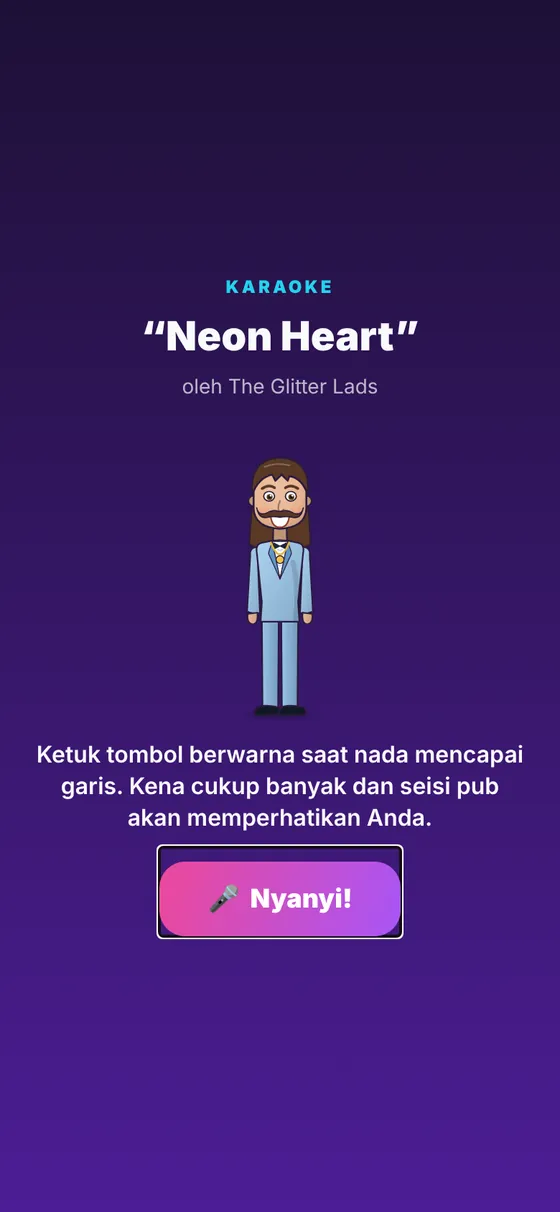 KARAOKE
“Neon Heart”
oleh The Glitter Lads
Ketuk tombol berwarna saat nada mencapai
garis. Kena cukup banyak dan seisi pub
akan memperhatikan Anda.
🎤 Nyanyi!